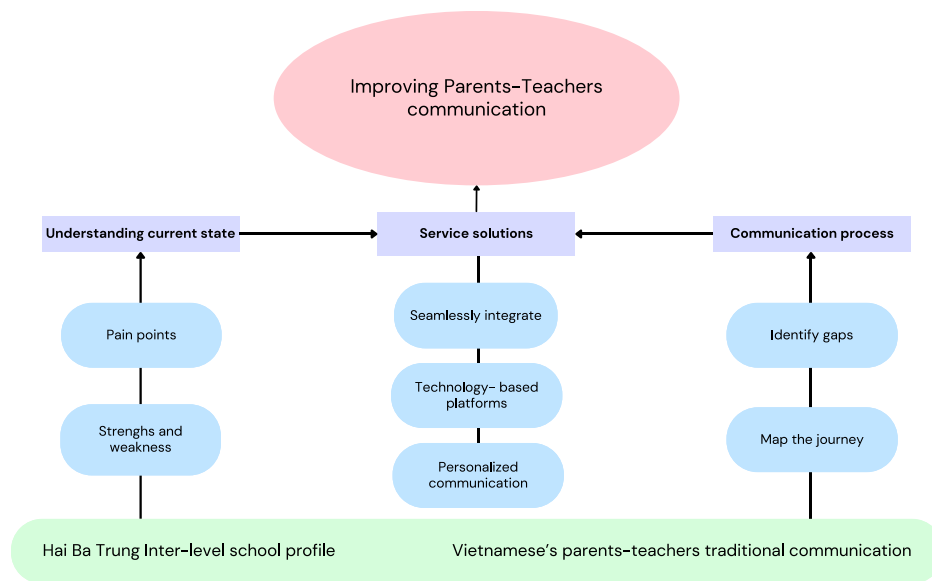 Improving Parents-Teachers
communication
Understanding current state
Service solutions
Communication process
Pain points
Seamlessly integrate
Identify gaps
Technology- based
platforms
Strenghs and
weakness
Map the journey
Personalized
communication
Hai Ba Trung Inter-level school profile
Vietnamese's parents-teachers traditional communication